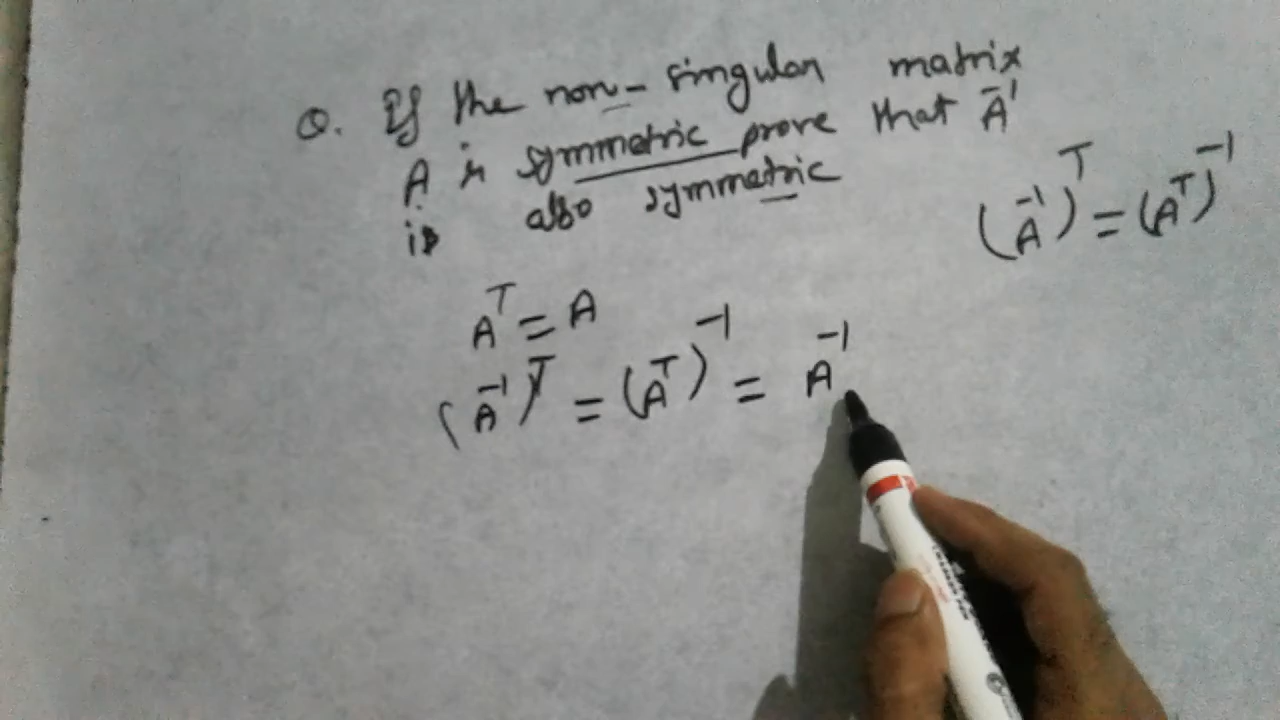 Q. If the non-singular matrix
A is symmetric prove that A⁻¹
is also symmetric
(A⁻¹)ᵀ = (Aᵀ)⁻¹
Aᵀ = A
(A⁻¹)ᵀ = (Aᵀ)⁻¹ = A⁻¹